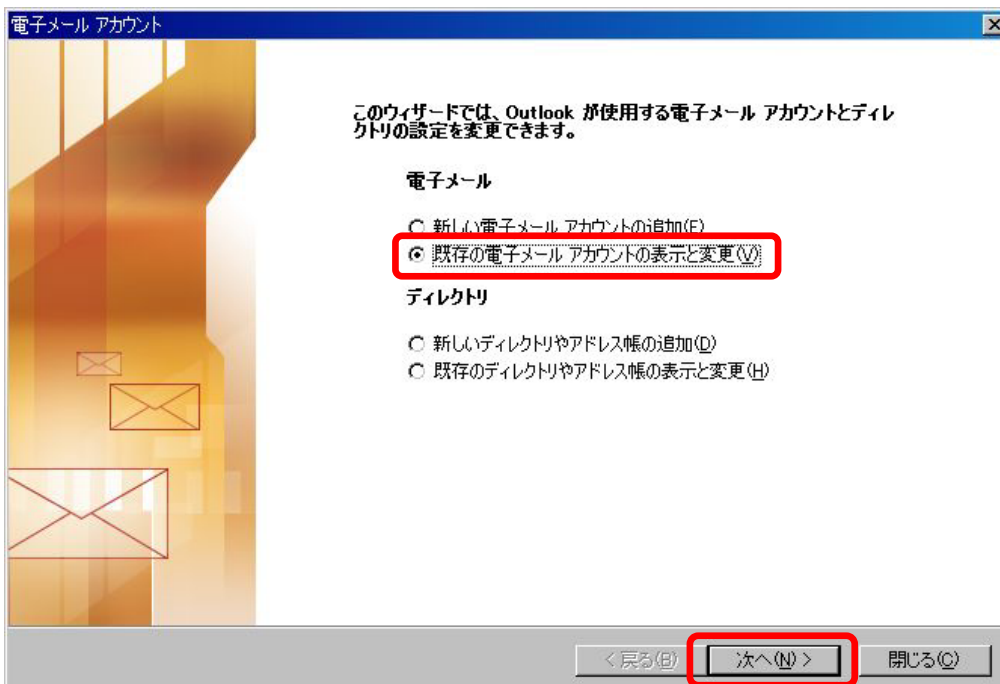 電子メール アカウント
このウィザードでは、Outlook が使用する電子メール アカウントとディレ
クトリの設定を変更できます。
電子メール
新しい電子メール アカウントの追加(E)
既存の電子メール アカウントの表示と変更(V)
ディレクトリ
新しいディレクトリやアドレス帳の追加(D)
既存のディレクトリやアドレス帳の表示と変更(H)
< 戻る(B)
次へ(N) >
閉じる(C)